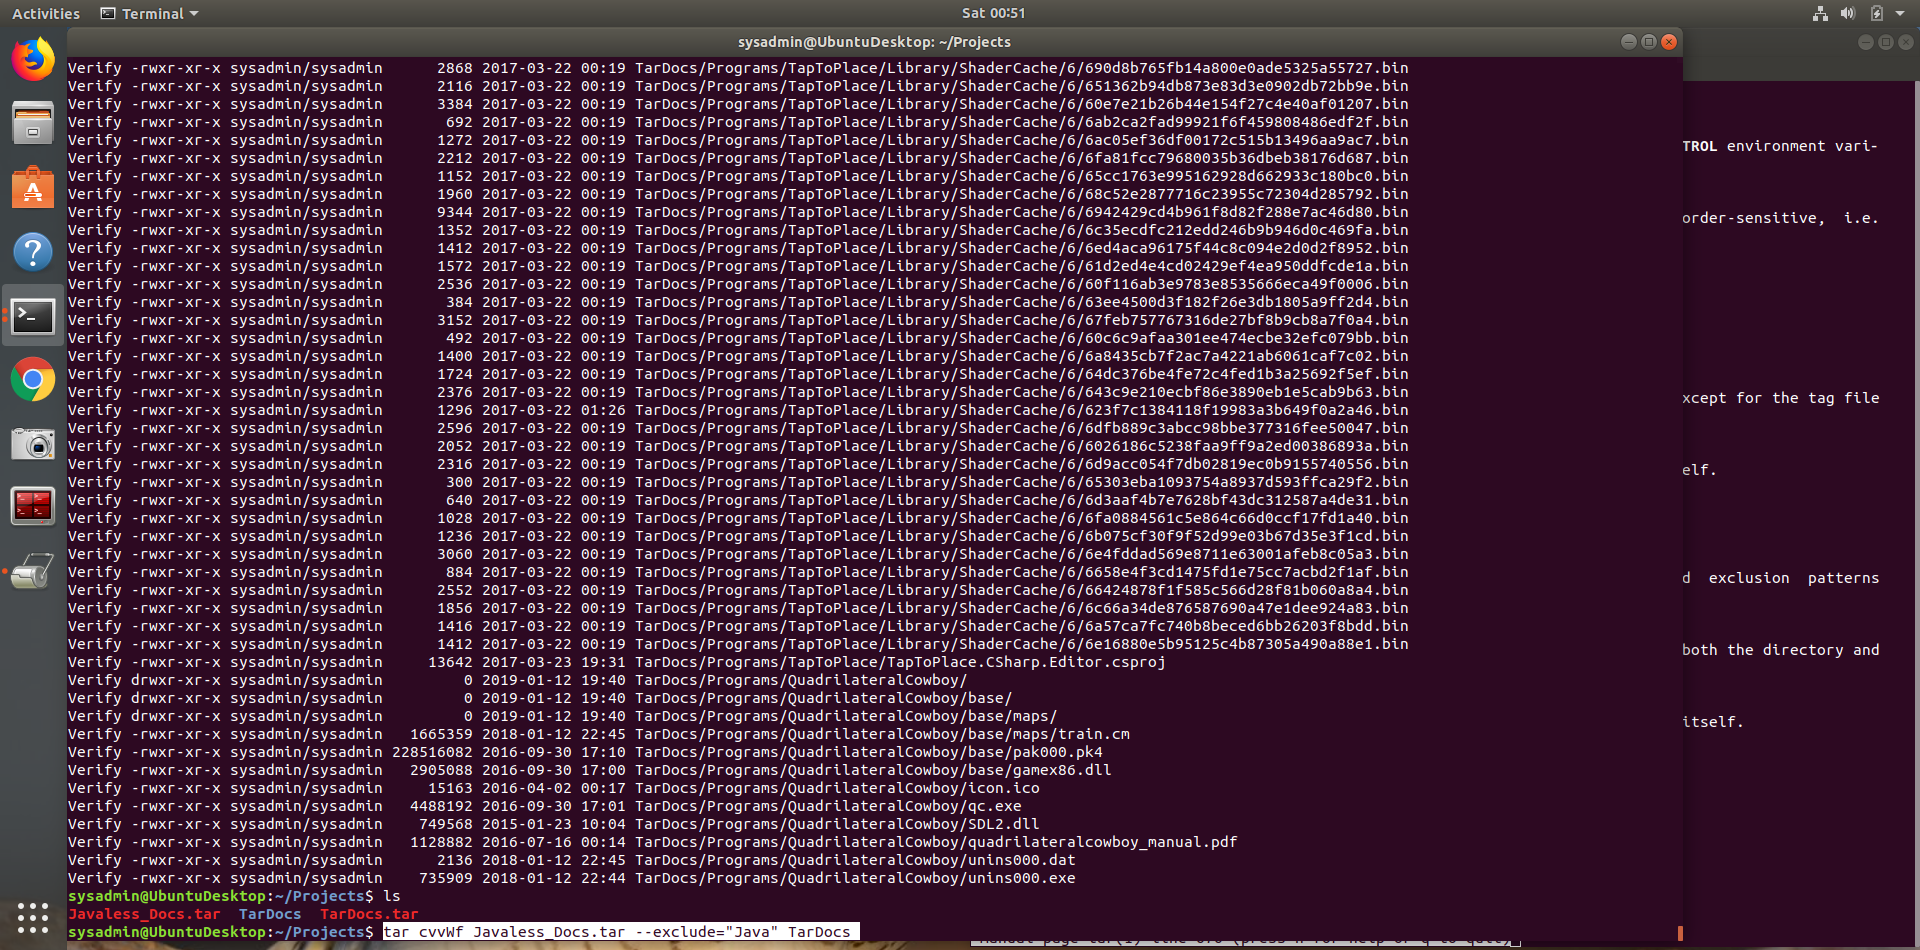 Activities Terminal Sat 00:51
sysadmin@UbuntuDesktop: ~/Projects
Verify -rwxr-xr-x sysadmin/sysadmin 2868 2017-03-22 00:19 TarDocs/Programs/TapToPlace/Library/ShaderCache/6/690d8b765fb14a800e0ade5325a55727.bin
Verify -rwxr-xr-x sysadmin/sysadmin 2116 2017-03-22 00:19 TarDocs/Programs/TapToPlace/Library/ShaderCache/6/651362b94db873e83d3e0902db72bb9e.bin
Verify -rwxr-xr-x sysadmin/sysadmin 3384 2017-03-22 00:19 TarDocs/Programs/TapToPlace/Library/ShaderCache/6/60e7e21b26b44e154f27c4e40af01207.bin
Verify -rwxr-xr-x sysadmin/sysadmin 692 2017-03-22 00:19 TarDocs/Programs/TapToPlace/Library/ShaderCache/6/6ab2ca2fad99921f6f459808486edf2f.bin
Verify -rwxr-xr-x sysadmin/sysadmin 1272 2017-03-22 00:19 TarDocs/Programs/TapToPlace/Library/ShaderCache/6/6ac05ef36df00172c515b13496aa9ac7.bin
TROL environment vari-
Verify -rwxr-xr-x sysadmin/sysadmin 2212 2017-03-22 00:19 TarDocs/Programs/TapToPlace/Library/ShaderCache/6/6fa81fcc79680035b36dbeb38176d687.bin
Verify -rwxr-xr-x sysadmin/sysadmin 1152 2017-03-22 00:19 TarDocs/Programs/TapToPlace/Library/ShaderCache/6/65cc1763e995162928d662933c180bc0.bin
Verify -rwxr-xr-x sysadmin/sysadmin 1960 2017-03-22 00:19 TarDocs/Programs/TapToPlace/Library/ShaderCache/6/68c52e2877716c23955c72304d285792.bin
Verify -rwxr-xr-x sysadmin/sysadmin 9344 2017-03-22 00:19 TarDocs/Programs/TapToPlace/Library/ShaderCache/6/6942429cd4b961f8d82f288e7ac46d80.bin
order-sensitive, i.e.
Verify -rwxr-xr-x sysadmin/sysadmin 1352 2017-03-22 00:19 TarDocs/Programs/TapToPlace/Library/ShaderCache/6/6c35ecdfc212edd246b9b946d0c469fa.bin
Verify -rwxr-xr-x sysadmin/sysadmin 1412 2017-03-22 00:19 TarDocs/Programs/TapToPlace/Library/ShaderCache/6/6ed4aca96175f44c8c094e2d0d2f8952.bin
Verify -rwxr-xr-x sysadmin/sysadmin 1572 2017-03-22 00:19 TarDocs/Programs/TapToPlace/Library/ShaderCache/6/61d2ed4e4cd02429ef4ea950ddfcde1a.bin
Verify -rwxr-xr-x sysadmin/sysadmin 2536 2017-03-22 00:19 TarDocs/Programs/TapToPlace/Library/ShaderCache/6/60f116ab3e9783e8535666eca49f0006.bin
Verify -rwxr-xr-x sysadmin/sysadmin 384 2017-03-22 00:19 TarDocs/Programs/TapToPlace/Library/ShaderCache/6/63ee4500d3f182f26e3db1805a9ff2d4.bin
Verify -rwxr-xr-x sysadmin/sysadmin 3152 2017-03-22 00:19 TarDocs/Programs/TapToPlace/Library/ShaderCache/6/67feb757767316de27bf8b9cb8a7f0a4.bin
Verify -rwxr-xr-x sysadmin/sysadmin 492 2017-03-22 00:19 TarDocs/Programs/TapToPlace/Library/ShaderCache/6/60c6c9afaa301ee474ecbe32efc079bb.bin
Verify -rwxr-xr-x sysadmin/sysadmin 1400 2017-03-22 00:19 TarDocs/Programs/TapToPlace/Library/ShaderCache/6/6a8435cb7f2ac7a4221ab6061caf7c02.bin
Verify -rwxr-xr-x sysadmin/sysadmin 1724 2017-03-22 00:19 TarDocs/Programs/TapToPlace/Library/ShaderCache/6/64dc376be4fe72c4fed1b3a25692f5ef.bin
Verify -rwxr-xr-x sysadmin/sysadmin 2376 2017-03-22 00:19 TarDocs/Programs/TapToPlace/Library/ShaderCache/6/643c9e210ecbf86e3890eb1e5cab9b63.bin
xcept for the tag file
Verify -rwxr-xr-x sysadmin/sysadmin 1296 2017-03-22 01:26 TarDocs/Programs/TapToPlace/Library/ShaderCache/6/623f7c1384118f19983a3b649f0a2a46.bin
Verify -rwxr-xr-x sysadmin/sysadmin 2596 2017-03-22 00:19 TarDocs/Programs/TapToPlace/Library/ShaderCache/6/6dfb889c3abcc98bbe377316fee50047.bin
Verify -rwxr-xr-x sysadmin/sysadmin 2052 2017-03-22 00:19 TarDocs/Programs/TapToPlace/Library/ShaderCache/6/6026186c5238faa9ff9a2ed00386893a.bin
Verify -rwxr-xr-x sysadmin/sysadmin 2316 2017-03-22 00:19 TarDocs/Programs/TapToPlace/Library/ShaderCache/6/6d9acc054f7db02819ec0b9155740556.bin
elf.
Verify -rwxr-xr-x sysadmin/sysadmin 300 2017-03-22 00:19 TarDocs/Programs/TapToPlace/Library/ShaderCache/6/65303eba1093754a8937d593ffca29f2.bin
Verify -rwxr-xr-x sysadmin/sysadmin 640 2017-03-22 00:19 TarDocs/Programs/TapToPlace/Library/ShaderCache/6/6d3aaf4b7e7628bf43dc312587a4de31.bin
Verify -rwxr-xr-x sysadmin/sysadmin 1028 2017-03-22 00:19 TarDocs/Programs/TapToPlace/Library/ShaderCache/6/6fa0884561c5e864c66d0ccf17fd1a40.bin
Verify -rwxr-xr-x sysadmin/sysadmin 1236 2017-03-22 00:19 TarDocs/Programs/TapToPlace/Library/ShaderCache/6/6b075cf30f9f52d99e03b67d35e3f1cd.bin
Verify -rwxr-xr-x sysadmin/sysadmin 3060 2017-03-22 00:19 TarDocs/Programs/TapToPlace/Library/ShaderCache/6/6e4fddad569e8711e63001afeb8c05a3.bin
Verify -rwxr-xr-x sysadmin/sysadmin 884 2017-03-22 00:19 TarDocs/Programs/TapToPlace/Library/ShaderCache/6/6658e4f3cd1475fd1e75cc7acbd2f1af.bin
d exclusion patterns
Verify -rwxr-xr-x sysadmin/sysadmin 2552 2017-03-22 00:19 TarDocs/Programs/TapToPlace/Library/ShaderCache/6/66424878f1f585c566d28f81b060a8a4.bin
Verify -rwxr-xr-x sysadmin/sysadmin 1856 2017-03-22 00:19 TarDocs/Programs/TapToPlace/Library/ShaderCache/6/6c66a34de876587690a47e1dee924a83.bin
Verify -rwxr-xr-x sysadmin/sysadmin 1416 2017-03-22 00:19 TarDocs/Programs/TapToPlace/Library/ShaderCache/6/6a57ca7fc740b8beced6bb26203f8bdd.bin
Verify -rwxr-xr-x sysadmin/sysadmin 1412 2017-03-22 00:19 TarDocs/Programs/TapToPlace/Library/ShaderCache/6/6e16880e5b95125c4b87305a490a88e1.bin
both the directory and
Verify -rwxr-xr-x sysadmin/sysadmin 13642 2017-03-23 19:31 TarDocs/Programs/TapToPlace/TapToPlace.CSharp.Editor.csproj
Verify drwxr-xr-x sysadmin/sysadmin 0 2019-01-12 19:40 TarDocs/Programs/QuadrilateralCowboy/
Verify drwxr-xr-x sysadmin/sysadmin 0 2019-01-12 19:40 TarDocs/Programs/QuadrilateralCowboy/base/
Verify drwxr-xr-x sysadmin/sysadmin 0 2019-01-12 19:40 TarDocs/Programs/QuadrilateralCowboy/base/maps/
itself.
Verify -rwxr-xr-x sysadmin/sysadmin 1665359 2018-01-12 22:45 TarDocs/Programs/QuadrilateralCowboy/base/maps/train.cm
Verify -rwxr-xr-x sysadmin/sysadmin 228516082 2016-09-30 17:10 TarDocs/Programs/QuadrilateralCowboy/base/pak000.pk4
Verify -rwxr-xr-x sysadmin/sysadmin 2905088 2016-09-30 17:00 TarDocs/Programs/QuadrilateralCowboy/base/gamex86.dll
Verify -rwxr-xr-x sysadmin/sysadmin 15163 2016-04-02 00:17 TarDocs/Programs/QuadrilateralCowboy/icon.ico
Verify -rwxr-xr-x sysadmin/sysadmin 4488192 2016-09-30 17:01 TarDocs/Programs/QuadrilateralCowboy/qc.exe
Verify -rwxr-xr-x sysadmin/sysadmin 749568 2015-01-23 10:04 TarDocs/Programs/QuadrilateralCowboy/SDL2.dll
Verify -rwxr-xr-x sysadmin/sysadmin 1128882 2016-07-16 00:14 TarDocs/Programs/QuadrilateralCowboy/quadrilateralcowboy_manual.pdf
Verify -rwxr-xr-x sysadmin/sysadmin 2136 2018-01-12 22:45 TarDocs/Programs/QuadrilateralCowboy/unins000.dat
Verify -rwxr-xr-x sysadmin/sysadmin 735909 2018-01-12 22:44 TarDocs/Programs/QuadrilateralCowboy/unins000.exe
sysadmin@UbuntuDesktop:~/Projects$ ls
Javaless_Docs.tar TarDocs TarDocs.tar
sysadmin@UbuntuDesktop:~/Projects$ tar cvvWf Javaless_Docs.tar --exclude="Java" TarDocs